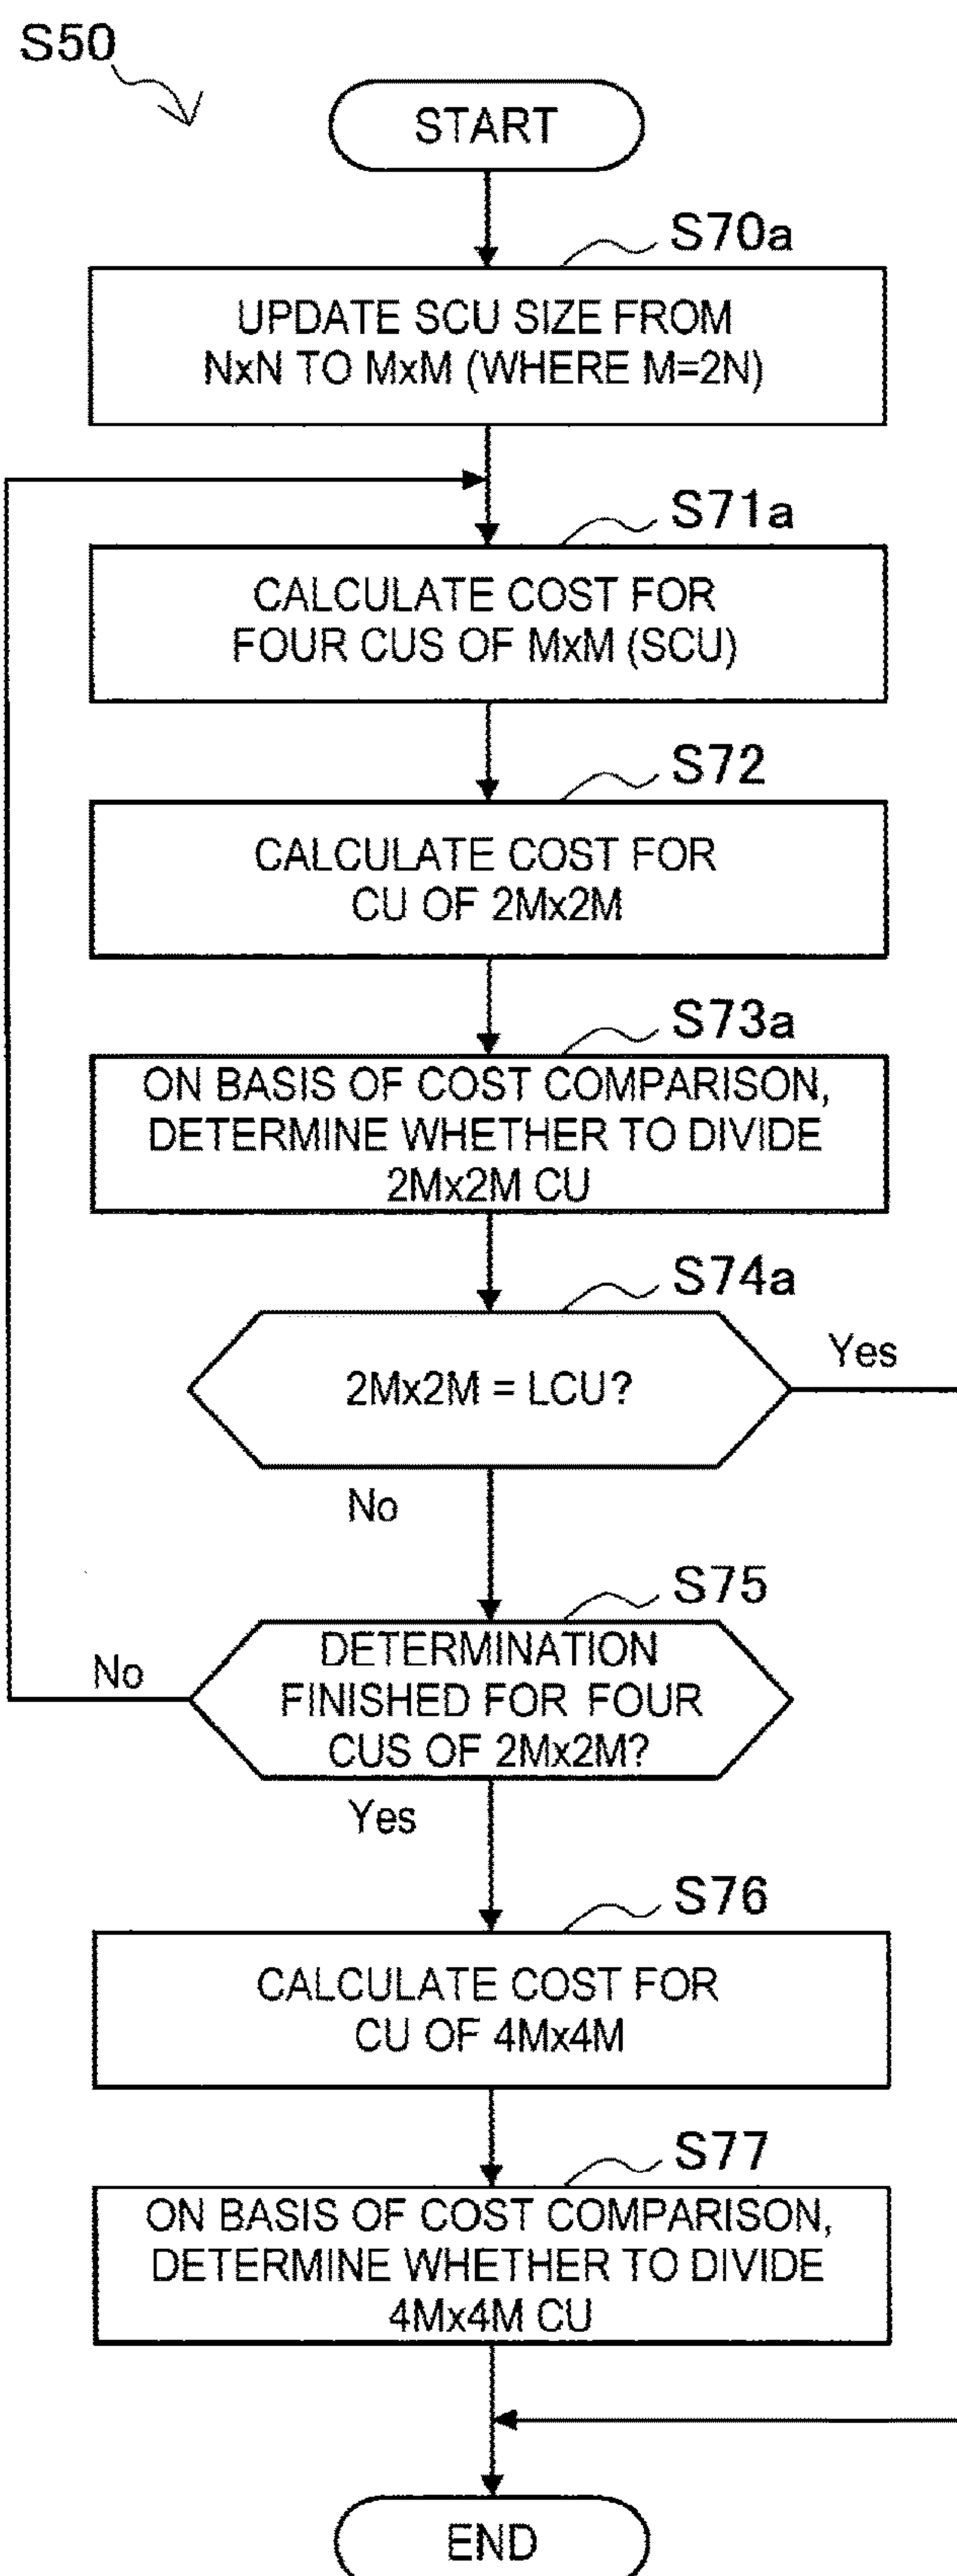 S50
START
S70a
UPDATE SCU SIZE FROM
NxN TO MxM (WHERE M=2N)
S71a
CALCULATE COST FOR
FOUR CUS OF MxM (SCU)
S72
CALCULATE COST FOR
CU OF 2Mx2M
S73a
ON BASIS OF COST COMPARISON,
DETERMINE WHETHER TO DIVIDE
2Mx2M CU
S74a
2Mx2M = LCU?
Yes
No
S75
DETERMINATION
FINISHED FOR FOUR
CUS OF 2Mx2M?
No
Yes
S76
CALCULATE COST FOR
CU OF 4Mx4M
S77
ON BASIS OF COST COMPARISON,
DETERMINE WHETHER TO DIVIDE
4Mx4M CU
END